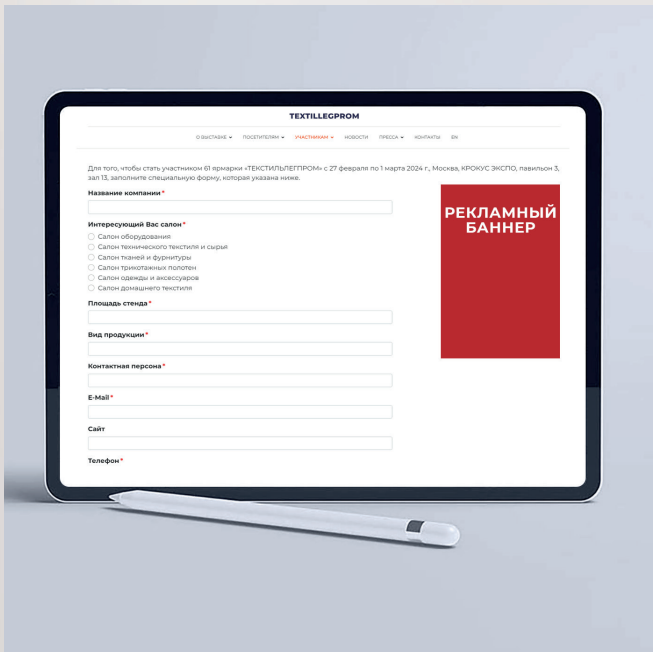 TEXTILLEGPROM
О ВЫСТАВКЕ ПОСЕТИТЕЛЯМ УЧАСТНИКАМ НОВОСТИ ПРЕССА КОНТАКТЫ EN
Для того, чтобы стать участником 61 ярмарки «ТЕКСТИЛЬЛЕГПРОМ» с 27 февраля по 1 марта 2024 г., Москва, КРОКУС ЭКСПО, павильон 3,
зал 13, заполните специальную форму, которая указана ниже.
Название компании *
Интересующий Вас салон *
Салон оборудования
Салон технического текстиля и сырья
Салон тканей и фурнитуры
Салон трикотажных полотен
Салон одежды и аксессуаров
Салон домашнего текстиля
Площадь стенда *
Вид продукции *
Контактная персона *
E-Mail *
Сайт
Телефон *
РЕКЛАМНЫЙ
БАННЕР